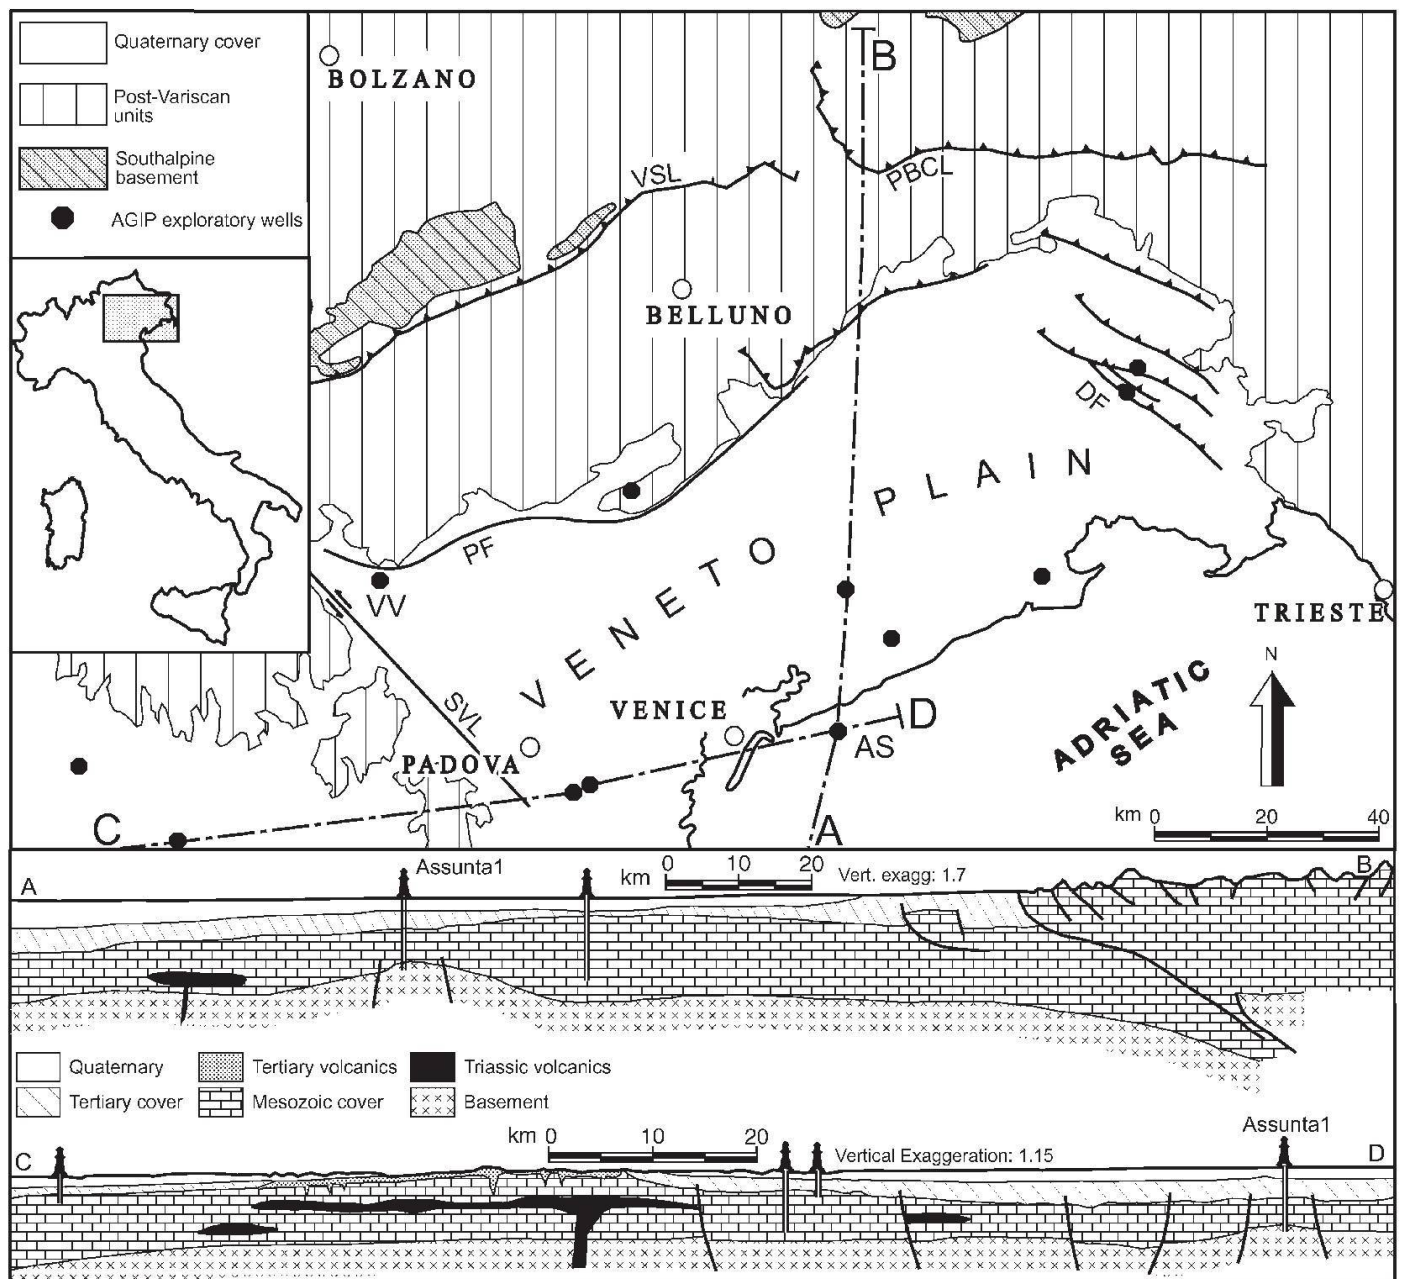 Quaternary cover
Post-Variscan
units
Southalpine
basement
AGIP exploratory wells
BOLZANO
B
VSL
PBCL
BELLUNO
DF
PLAIN
PF
VENETO
VV
TRIESTE
SVL
N
VENICE
D
ADRIATIC
SEA
AS
PADOVA
C
A
km 0 20 40
A
Assunta1
km 0 10 20
Vert. exagg: 1.7
B
Quaternary
Tertiary volcanics
Triassic volcanics
Tertiary cover
Mesozoic cover
Basement
Assunta1
km 0 10 20
C
Vertical Exaggeration: 1.15
D